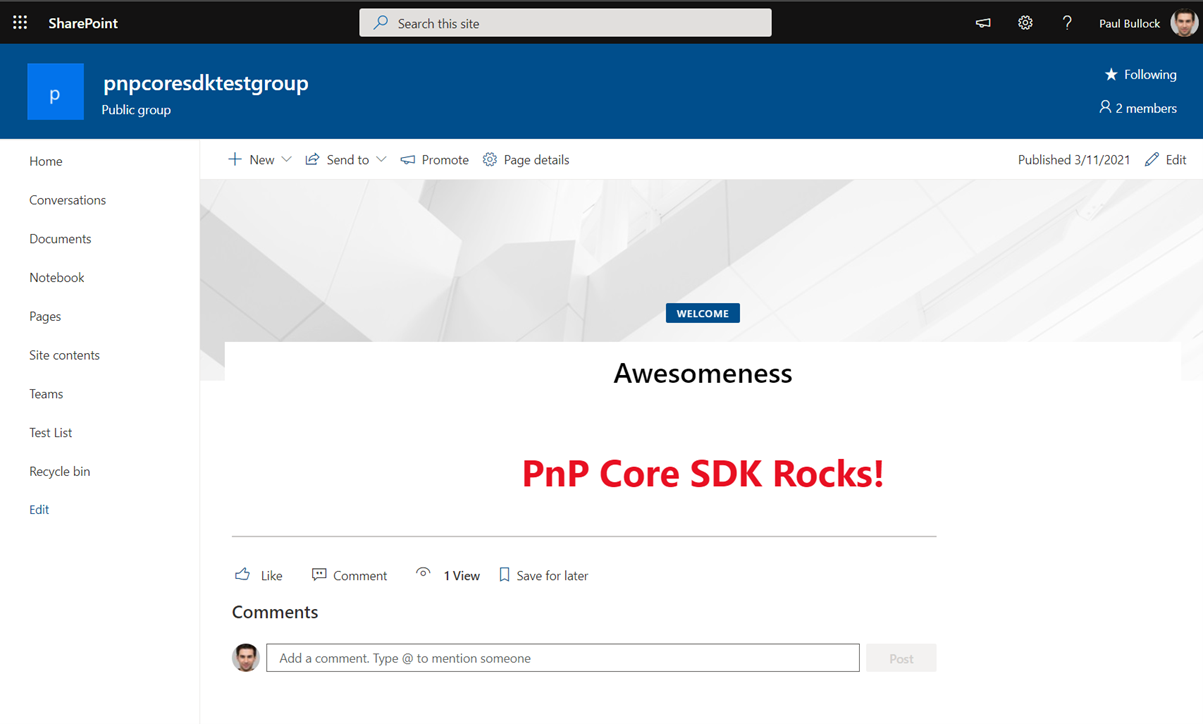 SharePoint
Search this site
Paul Bullock
p
pnpcoresdktestgroup
Public group
Following
2 members
Home
Conversations
Documents
Notebook
Pages
Site contents
Teams
Test List
Recycle bin
Edit
New
Send to
Promote
Page details
Published 3/11/2021
Edit
WELCOME
Awesomeness
PnP Core SDK Rocks!
Like
Comment
1 View
Save for later
Comments
Add a comment. Type @ to mention someone
Post